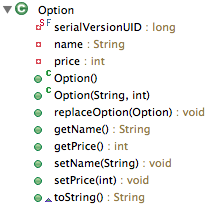 Option
serialVersionUID : long
name : String
price : int
Option()
Option(String, int)
replaceOption(Option) : void
getName() : String
getPrice() : int
setName(String) : void
setPrice(int) : void
toString() : String